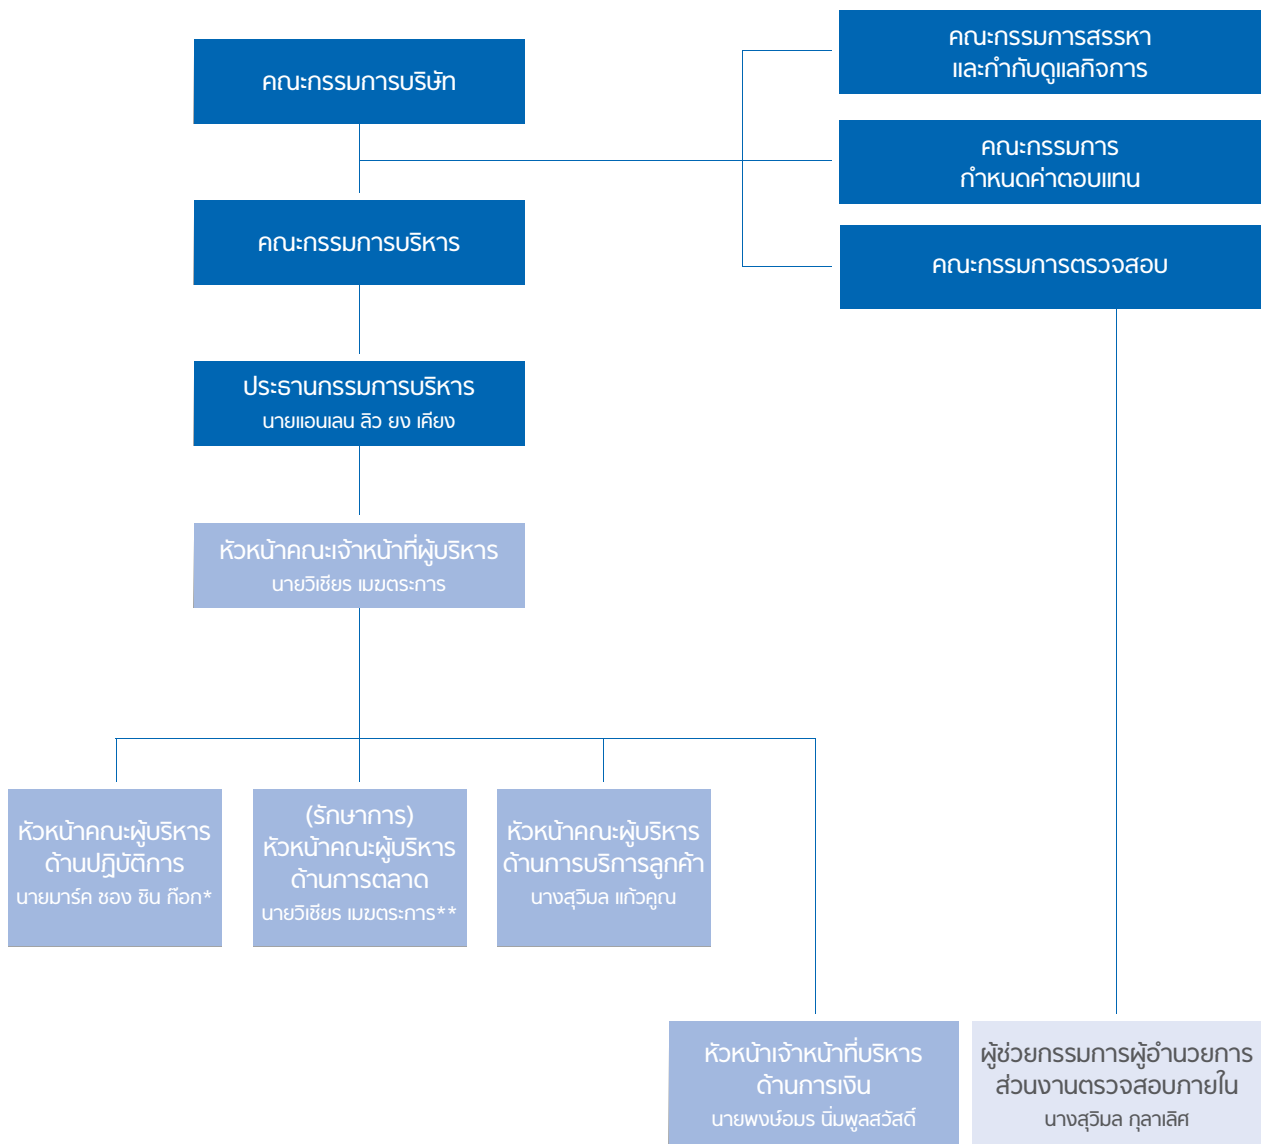 คณะกรรมการบริษัท
คณะกรรมการสรรหา
และกำกับดูแลกิจการ
คณะกรรมการ
กำหนดค่าตอบแทน
คณะกรรมการบริหาร
คณะกรรมการตรวจสอบ
ประธานกรรมการบริหาร
นายแอนเลน ลิว ยง เคียง
หัวหน้าคณะเจ้าหน้าที่ผู้บริหาร
นายวิเชียร เมฆตระการ
หัวหน้าคณะผู้บริหาร
ด้านปฏิบัติการ
นายมาร์ค ชอง ชิน ก๊อก*
(รักษาการ)
หัวหน้าคณะผู้บริหาร
ด้านการตลาด
นายวิเชียร เมฆตระการ**
หัวหน้าคณะผู้บริหาร
ด้านการบริการลูกค้า
นางสุวิมล แก้วคูณ
หัวหน้าเจ้าหน้าที่บริหาร
ด้านการเงิน
นายพงษ์อมร นิ่มพูลสวัสดิ์
ผู้ช่วยกรรมการผู้อำนวยการ
ส่วนงานตรวจสอบภายใน
นางสุวิมล กุลาเลิศ